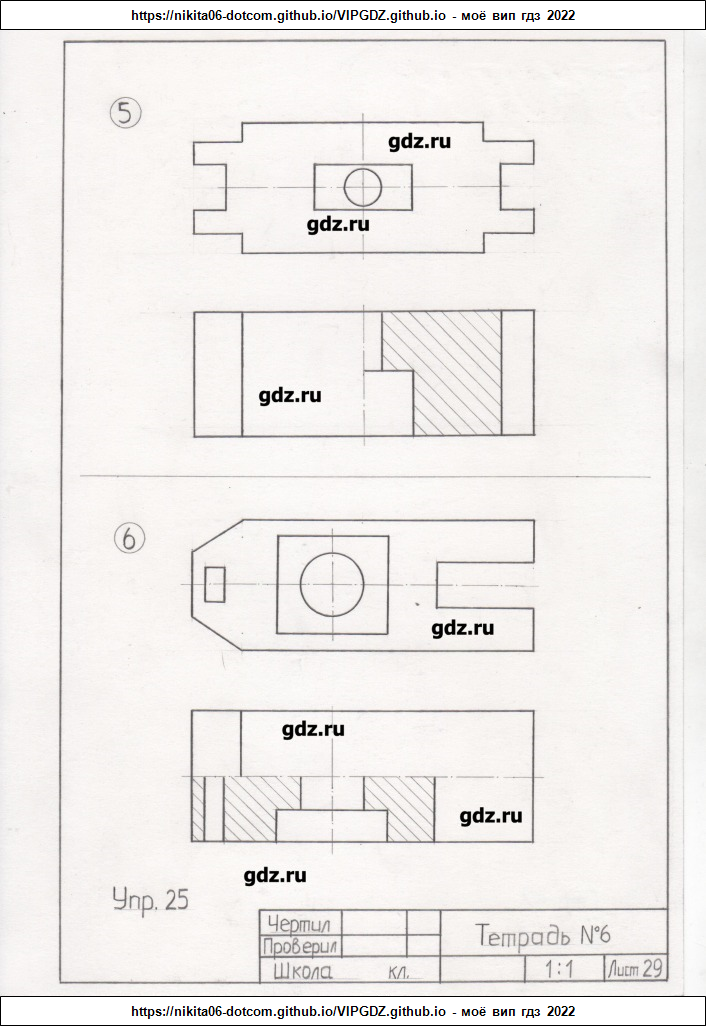 https://nikita06-dotcom.github.io/VIPGDZ.github.io - моё вип гдз 2022
5
gdz.ru
gdz.ru
gdz.ru
6
gdz.ru
gdz.ru
gdz.ru
gdz.ru
Упр. 25
Чертил
Проверил
Тетрадь №6
Школа кл.
1:1
Лист 29
https://nikita06-dotcom.github.io/VIPGDZ.github.io - моё вип гдз 2022